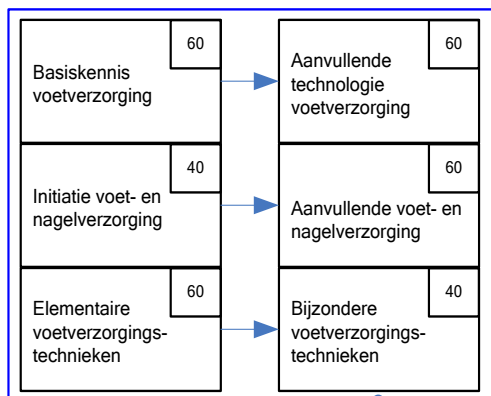 60
Basiskennis
voetverzorging
60
Aanvullende
technologie
voetverzorging
40
Initiatie voet- en
nagelverzorging
60
Aanvullende voet- en
nagelverzorging
60
Elementaire
voetverzorgings-
technieken
40
Bijzondere
voetverzorgings-
technieken